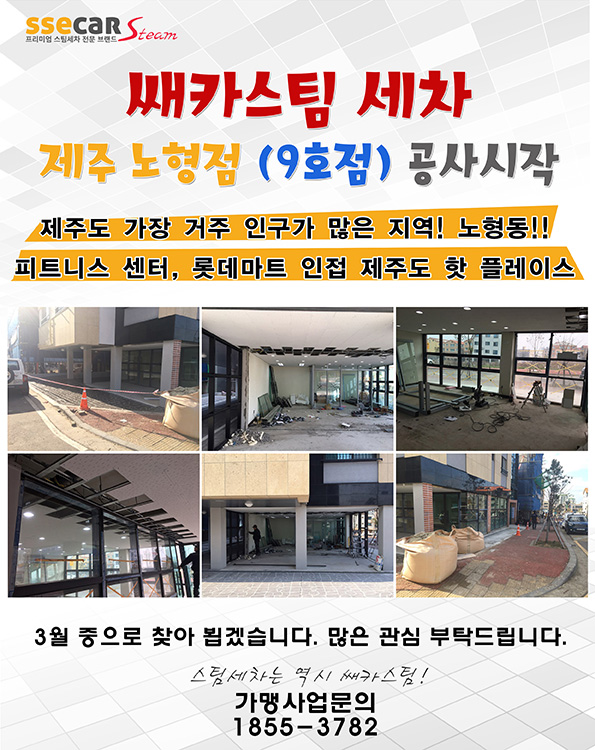 ssecar Steam
프리미엄 스팀세차 전문 브랜드
쌔카스팀 세차
제주 노형점 (9호점) 공사시작
제주도 가장 거주 인구가 많은 지역! 노형동!!
피트니스 센터, 롯데마트 인접 제주도 핫 플레이스
3월 중으로 찾아 뵙겠습니다. 많은 관심 부탁드립니다.
스팀세차는 역시 쌔카스팀!
가맹사업문의
1855-3782